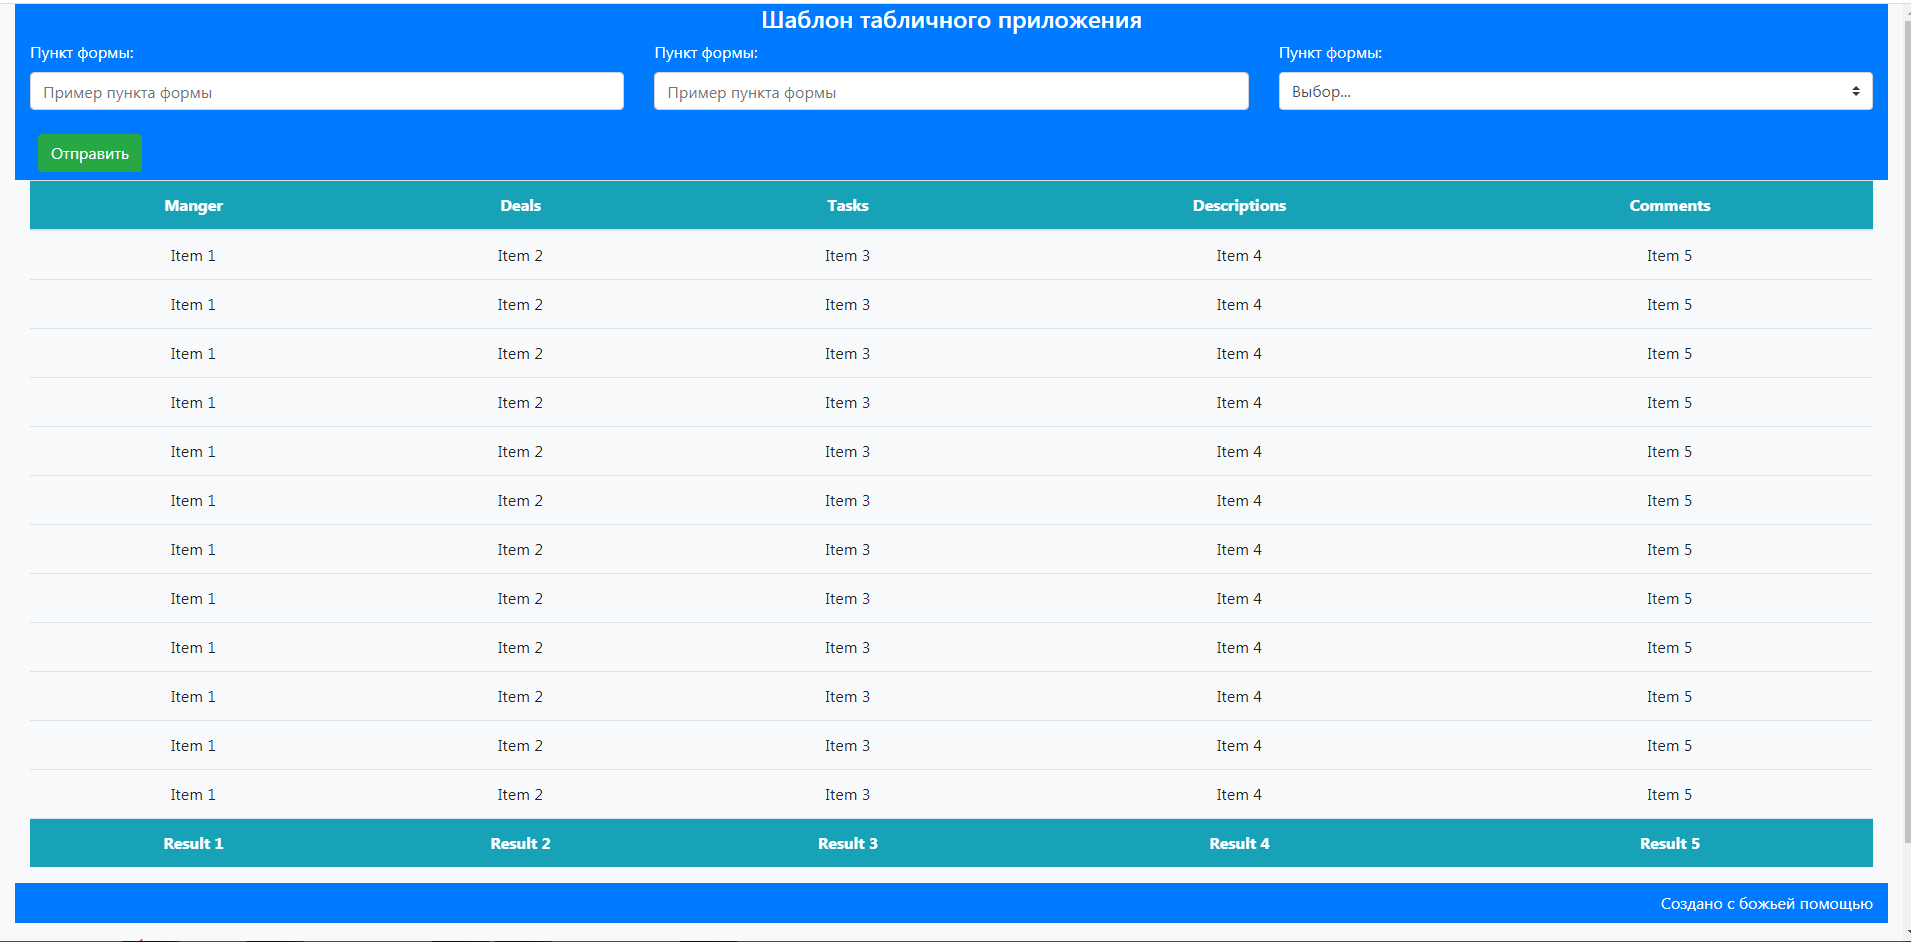 Шаблон табличного приложения
Пункт формы: Пункт формы: Пункт формы:
Пример пункта формы Пример пункта формы Выбор...
Отправить
Manger Deals Tasks Descriptions Comments
Item 1 Item 2 Item 3 Item 4 Item 5
Item 1 Item 2 Item 3 Item 4 Item 5
Item 1 Item 2 Item 3 Item 4 Item 5
Item 1 Item 2 Item 3 Item 4 Item 5
Item 1 Item 2 Item 3 Item 4 Item 5
Item 1 Item 2 Item 3 Item 4 Item 5
Item 1 Item 2 Item 3 Item 4 Item 5
Item 1 Item 2 Item 3 Item 4 Item 5
Item 1 Item 2 Item 3 Item 4 Item 5
Item 1 Item 2 Item 3 Item 4 Item 5
Item 1 Item 2 Item 3 Item 4 Item 5
Item 1 Item 2 Item 3 Item 4 Item 5
Result 1 Result 2 Result 3 Result 4 Result 5
Создано с божьей помощью